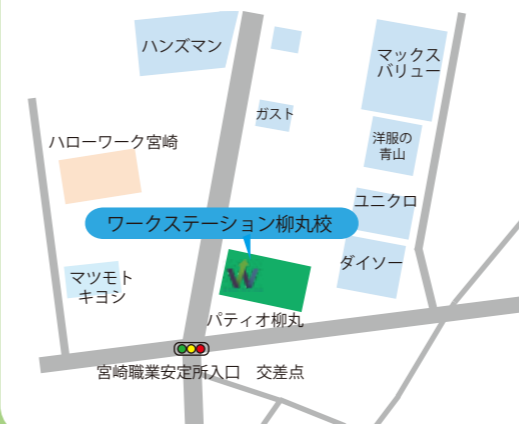 ハンズマン
マックス
バリュー
ガスト
洋服の
青山
ハローワーク宮崎
ユニクロ
ワークステーション柳丸校
ダイソー
マツモト
キヨシ
W
パティオ柳丸
宮崎職業安定所入口　交差点